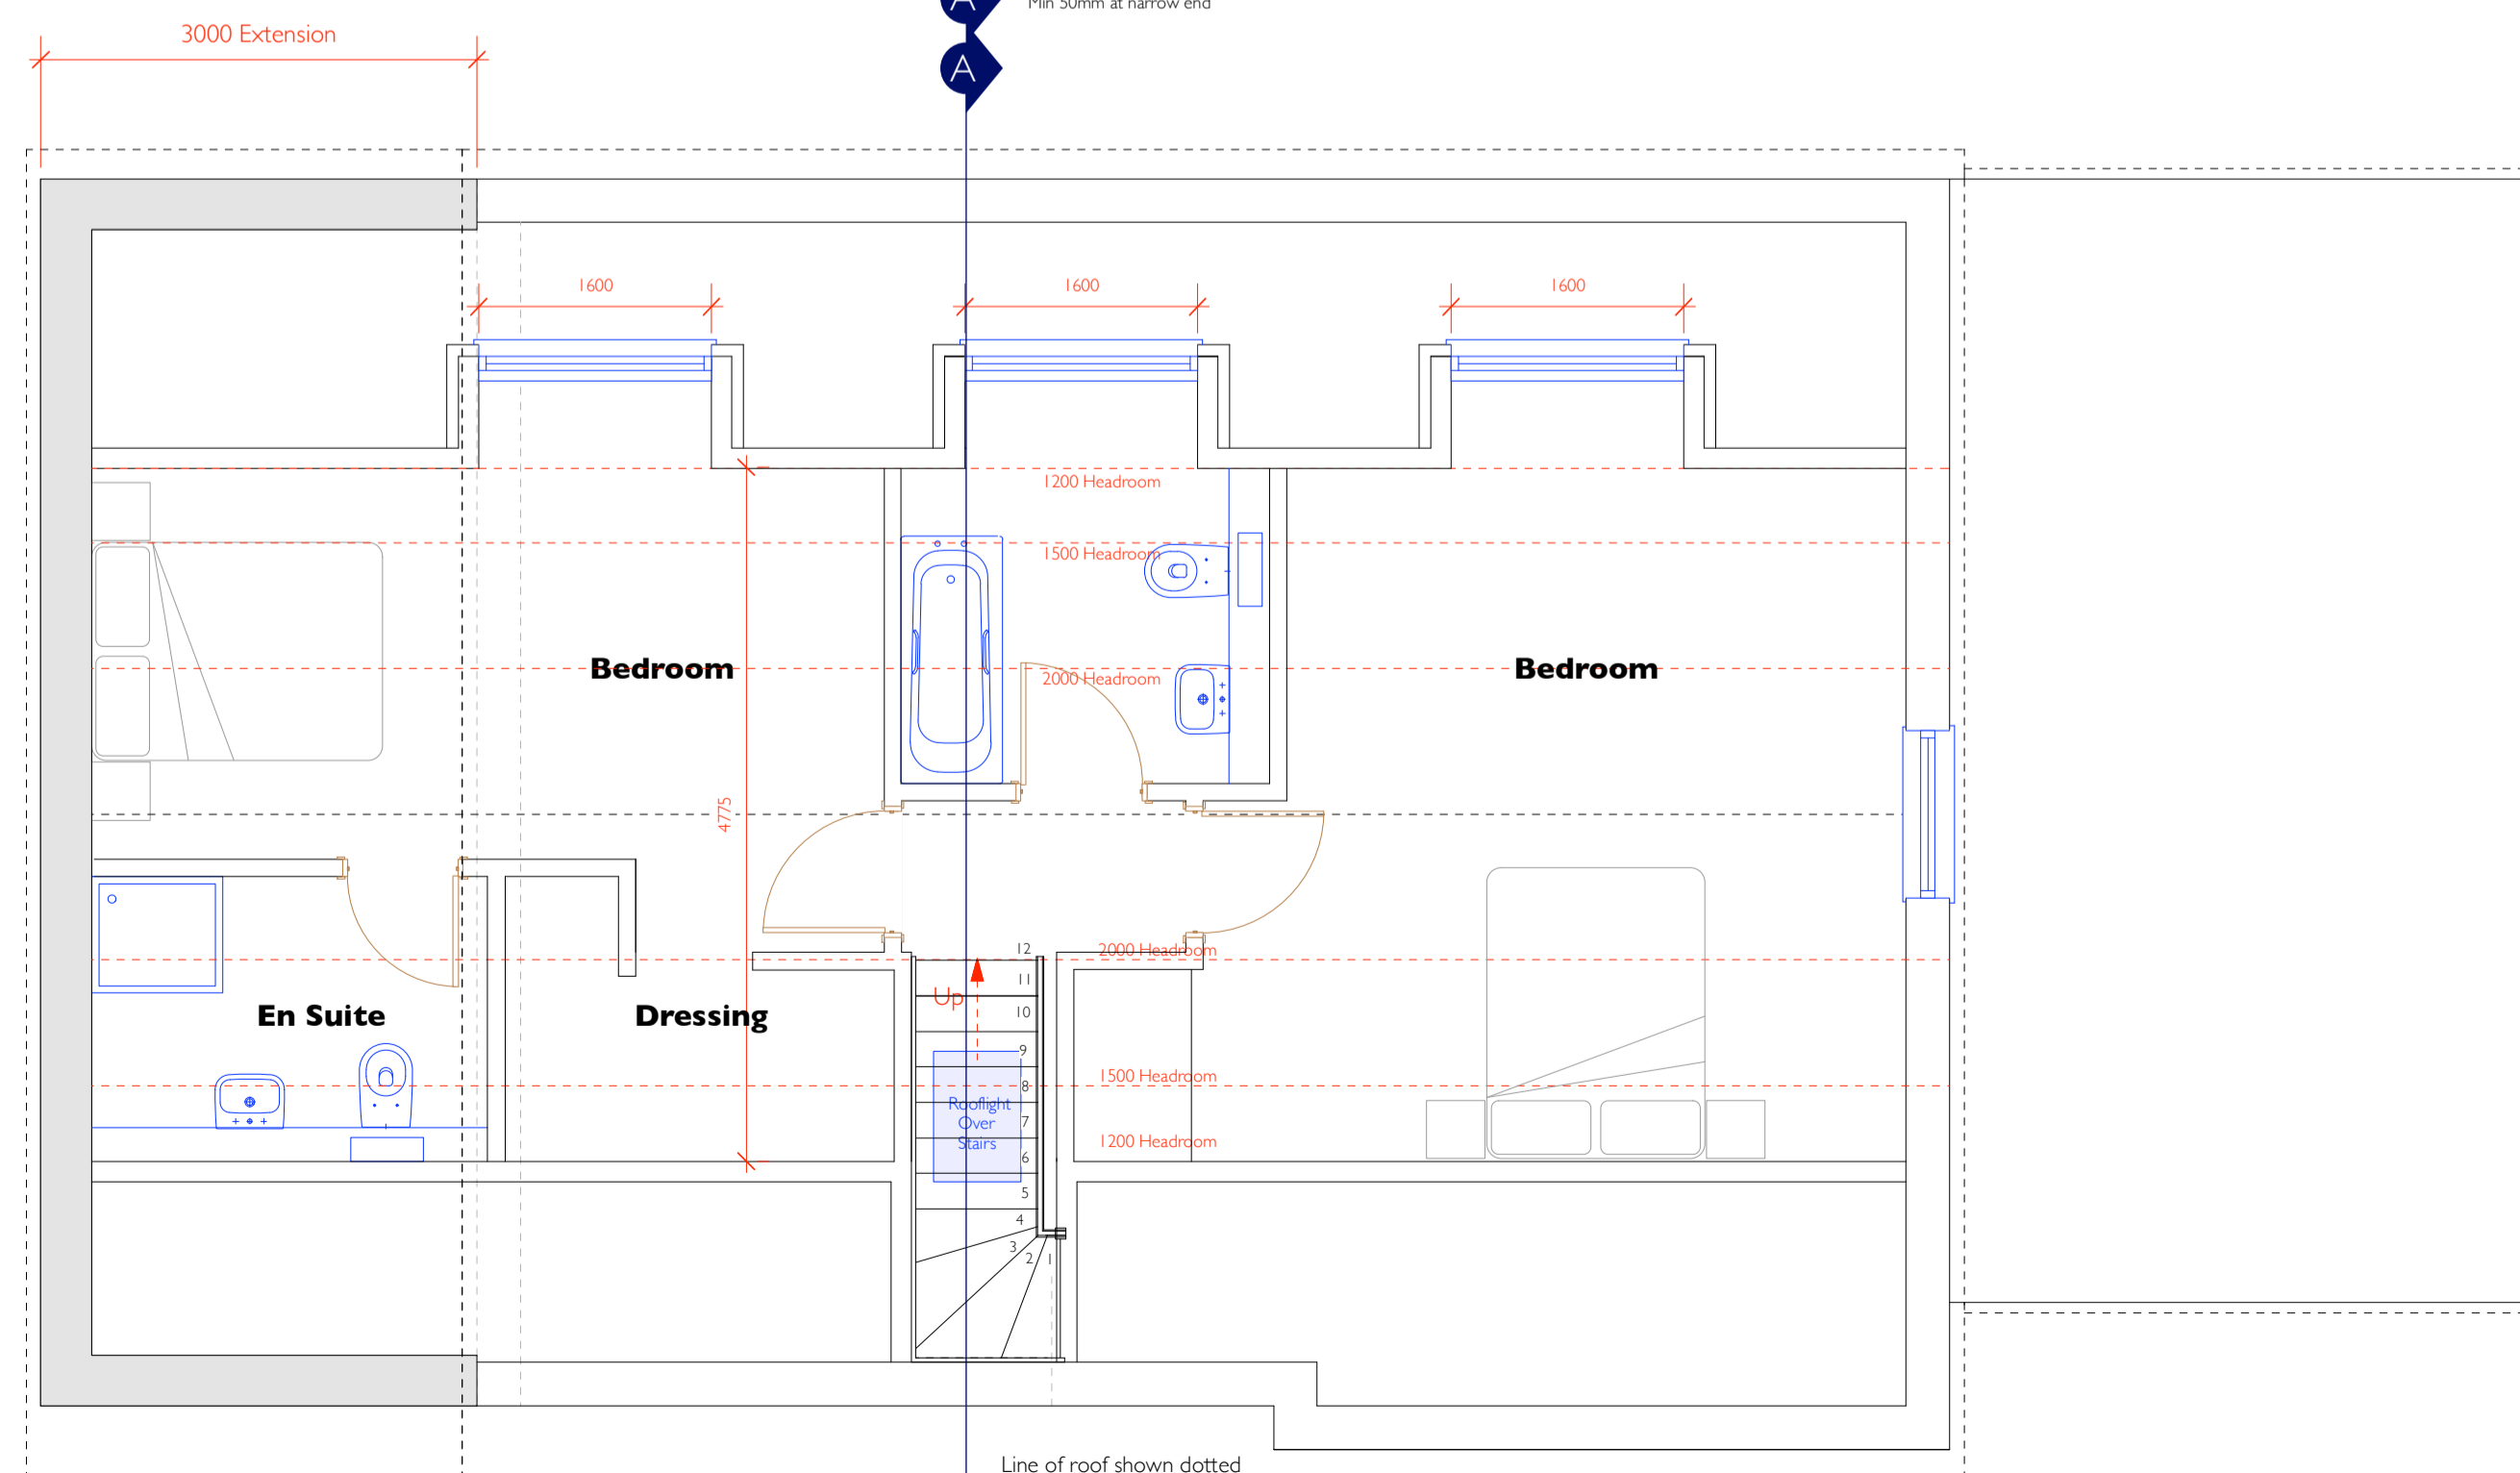 Min 50mm at narrow end
A
3000 Extension
A
1600
1600
1600
1200 Headroom
1500 Headroom
Bedroom
2000 Headroom
Bedroom
4775
12
2000 Headroom
11
Up
10
En Suite
Dressing
9
8
1500 Headroom
Rooflight
Over
Stairs
7
1200 Headroom
6
5
4
3
2
1
Line of roof shown dotted